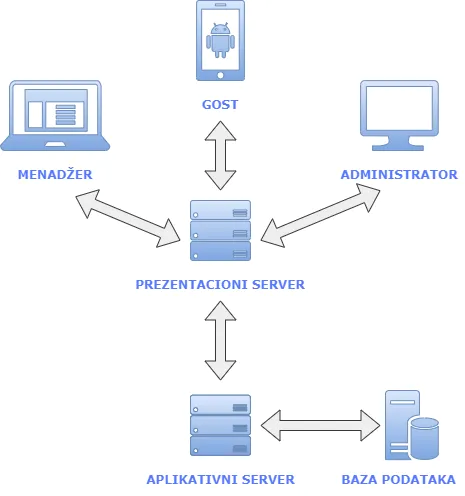 GOST
MENADŽER
ADMINISTRATOR
PREZENTACIONI SERVER
APLIKATIVNI SERVER
BAZA PODATAKA